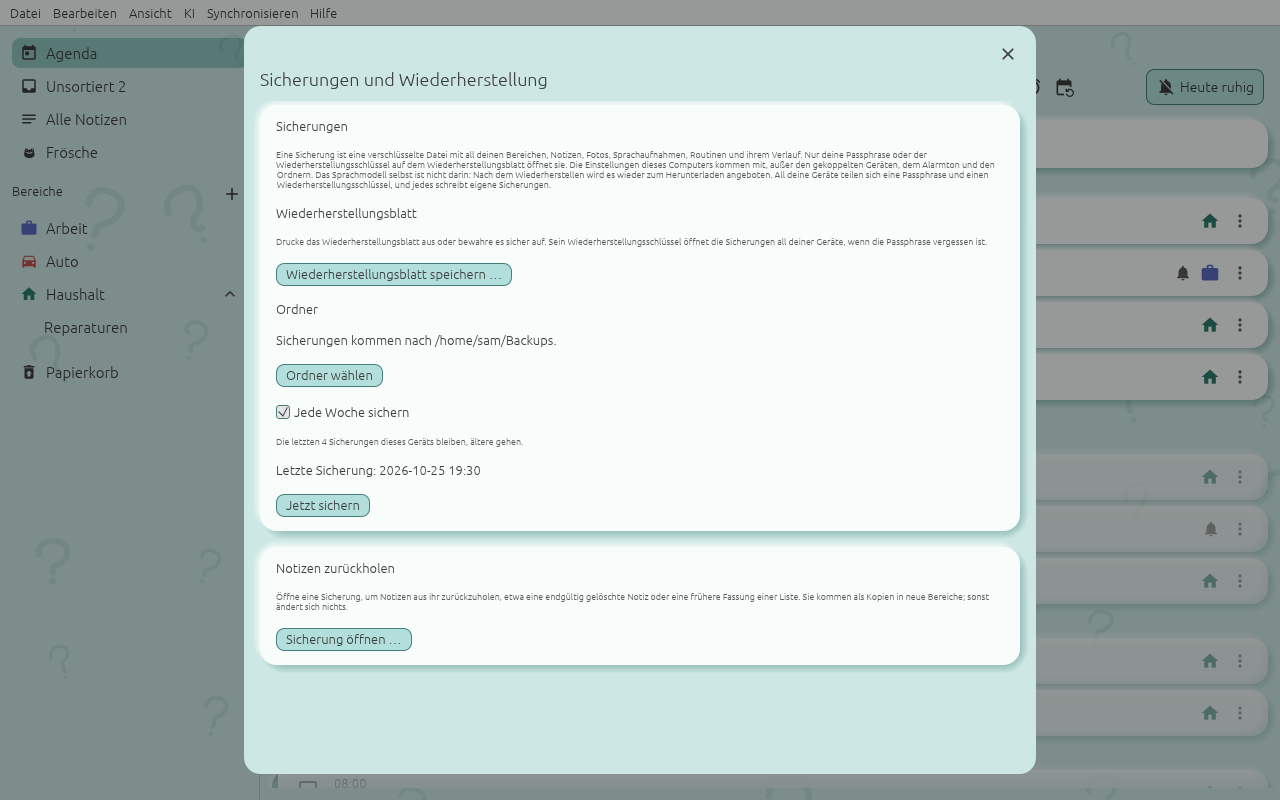 Datei Bearbeiten Ansicht KI Synchronisieren Hilfe
Agenda
Unsortiert 2
Alle Notizen
Frösche
Bereiche
Arbeit
Auto
Haushalt
Reparaturen
Papierkorb
Heute ruhig
Sicherungen und Wiederherstellung
Sicherungen
Eine Sicherung ist eine verschlüsselte Datei mit all deinen Bereichen, Notizen, Fotos, Sprachaufnahmen, Routinen und ihrem Verlauf. Nur deine Passphrase oder der
Wiederherstellungsschlüssel auf dem Wiederherstellungsblatt öffnet sie. Die Einstellungen dieses Computers kommen mit, außer den gekoppelten Geräten, dem Alarmton und den
Ordnern. Das Sprachmodell selbst ist nicht darin: Nach dem Wiederherstellen wird es wieder zum Herunterladen angeboten. All deine Geräte teilen sich eine Passphrase und einen
Wiederherstellungsschlüssel, und jedes schreibt eigene Sicherungen.
Wiederherstellungsblatt
Drucke das Wiederherstellungsblatt aus oder bewahre es sicher auf. Sein Wiederherstellungsschlüssel öffnet die Sicherungen all deiner Geräte, wenn die Passphrase vergessen ist.
Wiederherstellungsblatt speichern …
Ordner
Sicherungen kommen nach /home/sam/Backups.
Ordner wählen
Jede Woche sichern
Die letzten 4 Sicherungen dieses Geräts bleiben, ältere gehen.
Letzte Sicherung: 2026-10-25 19:30
Jetzt sichern
Notizen zurückholen
Öffne eine Sicherung, um Notizen aus ihr zurückzuholen, etwa eine endgültig gelöschte Notiz oder eine frühere Fassung einer Liste. Sie kommen als Kopien in neue Bereiche; sonst
ändert sich nichts.
Sicherung öffnen …
08:00